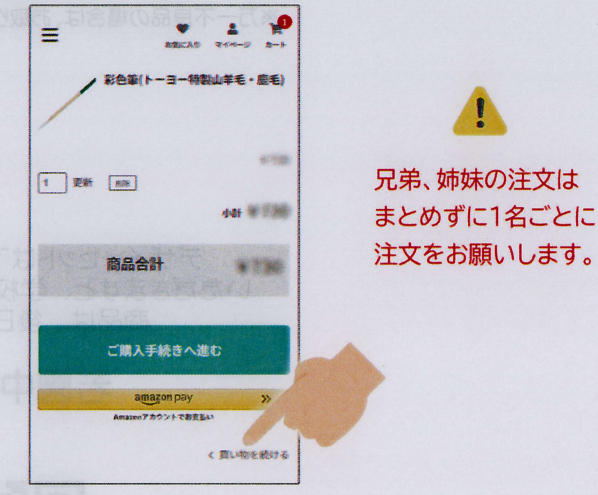 1
お気に入り マイページ カート
彩色筆(トーヨー特製山羊毛・鹿毛)
1 更新 削除
小計
商品合計
ご購入手続きへ進む
amazon pay
Amazonアカウントでお支払い
く 買い物を続ける
兄弟、姉妹の注文は
まとめずに1名ごとに
注文をお願いします。